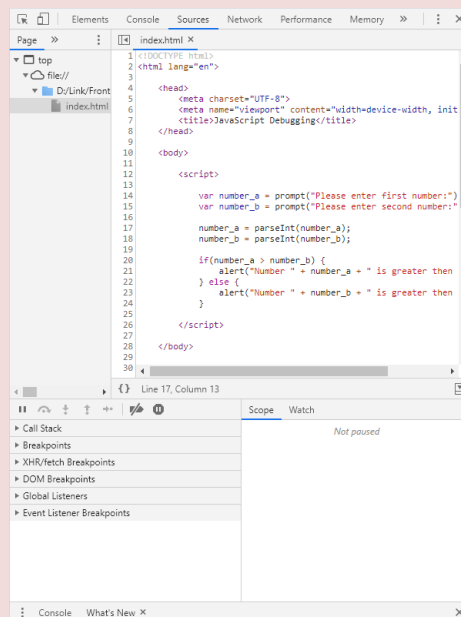 Elements Console Sources Network Performance Memory »
Page »
index.html ×
top
file://
D:/Link/Front
index.html
1 <!DOCTYPE html>
2 <html lang="en">
3
4 <head>
5 <meta charset="UTF-8">
6 <meta name="viewport" content="width=device-width, init
7 <title>JavaScript Debugging</title>
8 </head>
9
10 <body>
11
12 <script>
13
14 var number_a = prompt("Please enter first number:")
15 var number_b = prompt("Please enter second number:"
16
17 number_a = parseInt(number_a);
18 number_b = parseInt(number_b);
19
20 if(number_a > number_b) {
21 alert("Number " + number_a + " is greater then
22 } else {
23 alert("Number " + number_b + " is greater then
24 }
25
26 </script>
27
28 </body>
29
30
{} Line 17, Column 13
Scope Watch
Call Stack
Not paused
Breakpoints
XHR/fetch Breakpoints
DOM Breakpoints
Global Listeners
Event Listener Breakpoints
Console What's New ×